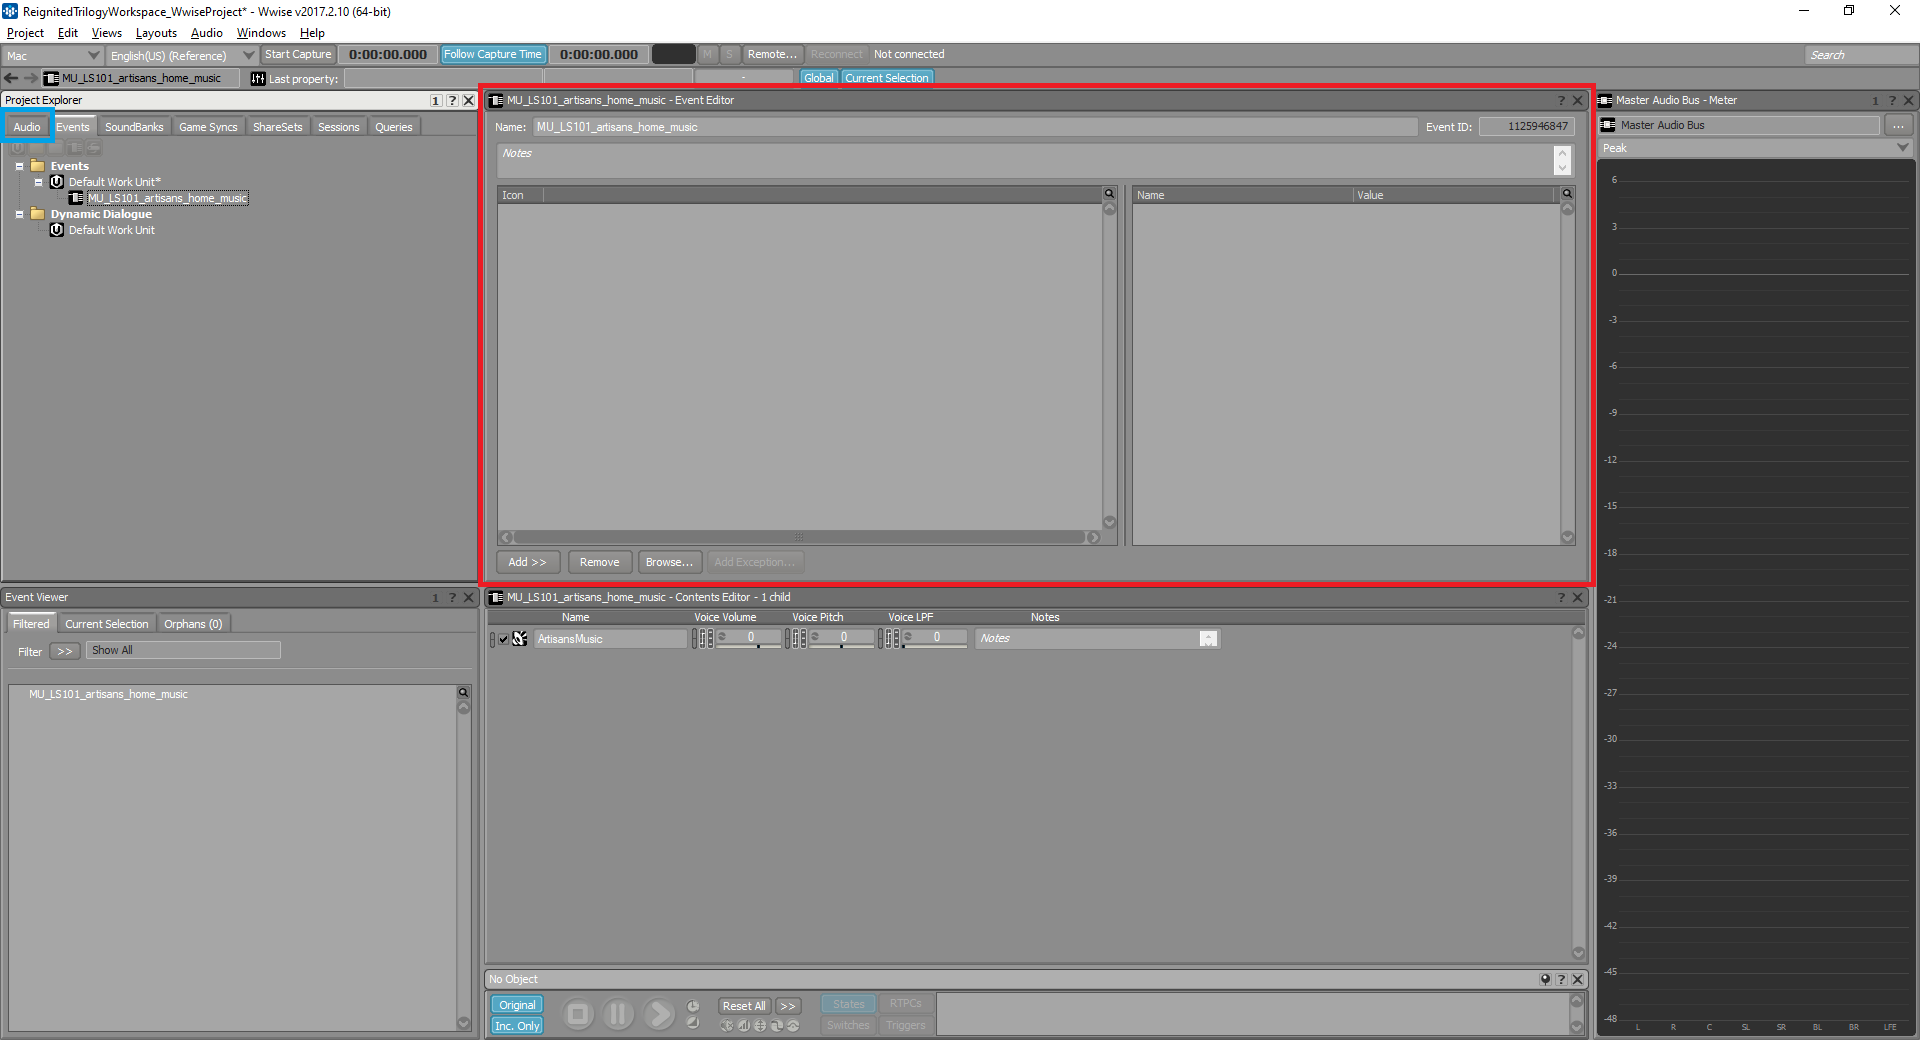 ReignitedTrilogyWorkspace_WwiseProject* - Wwise v2017.2.10 (64-bit)
Project Edit Views Layouts Audio Windows Help
Mac English(US) (Reference) Start Capture 0:00:00.000 Follow Capture Time 0:00:00.000 M S Remote... Reconnect Not connected Search
MU_LS101_artisans_home_music Last property: - Global Current Selection
Project Explorer 1 ?
Audio Events SoundBanks Game Syncs ShareSets Sessions Queries
Events
Default Work Unit*
MU_LS101_artisans_home_music
Dynamic Dialogue
Default Work Unit
MU_LS101_artisans_home_music - Event Editor ?
Name: MU_LS101_artisans_home_music Event ID: 1125946847
Notes
Icon Name Value
Add >> Remove Browse... Add Exception...
Master Audio Bus - Meter 1 ?
Master Audio Bus ...
Peak
6
3
0
-3
-6
-9
-12
-15
-18
-21
-24
-27
-30
-33
-36
-39
-42
-45
-48
L R C SL SR BL BR LFE
Event Viewer 1 ?
Filtered Current Selection Orphans (0)
Filter >> Show All
MU_LS101_artisans_home_music
MU_LS101_artisans_home_music - Contents Editor - 1 child ?
Name Voice Volume Voice Pitch Voice LPF Notes
ArtisansMusic 0 0 0 Notes
No Object ?
Original Reset All >> States RTPCs
Inc. Only Switches Triggers